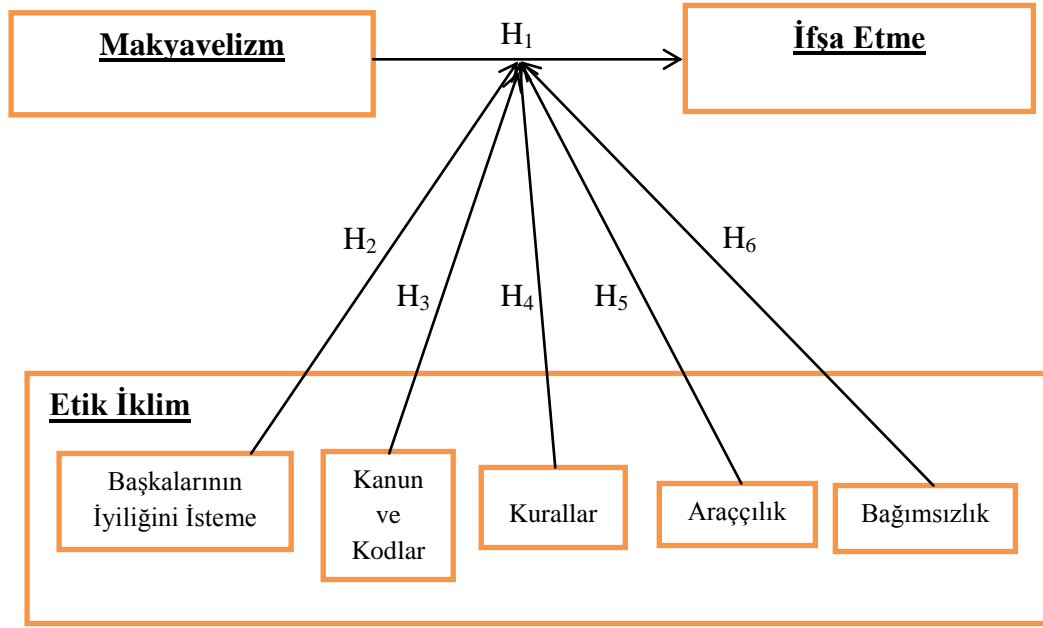 Makyavelizm
H₁
İfşa Etme
H₂
H₃
H₄
H₅
H₆
Etik İklim
Başkalarının
İyiliğini İsteme
Kanun
ve
Kodlar
Kurallar
Araççılık
Bağımsızlık